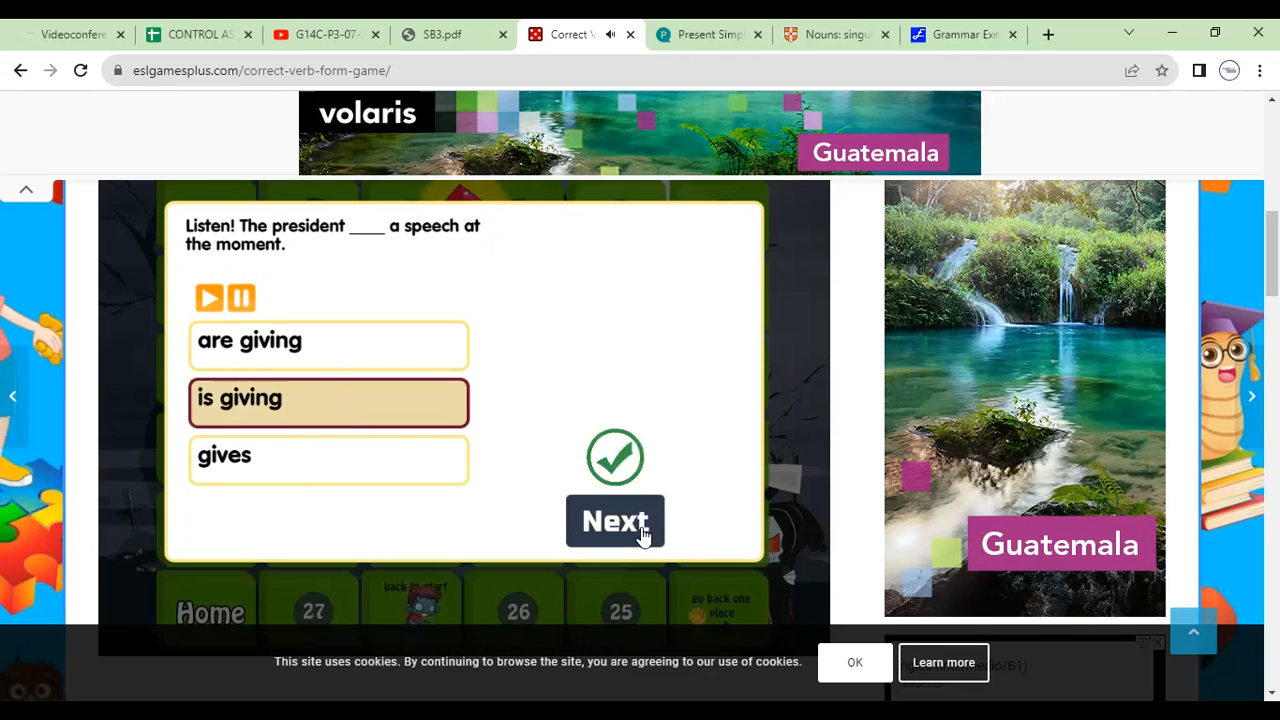 Videoconfere
CONTROL AS
G14C-P3-07-
SB3.pdf
Correct V
Present Simpl
Nouns: singul
Grammar Exe
eslgamesplus.com/correct-verb-form-game/
volaris
Guatemala
Listen! The president ____ a speech at
the moment.
are giving
is giving
gives
Next
Guatemala
Home
27
back to start
26
25
go back one
place
This site uses cookies. By continuing to browse the site, you are agreeing to our use of cookies.
OK
Learn more